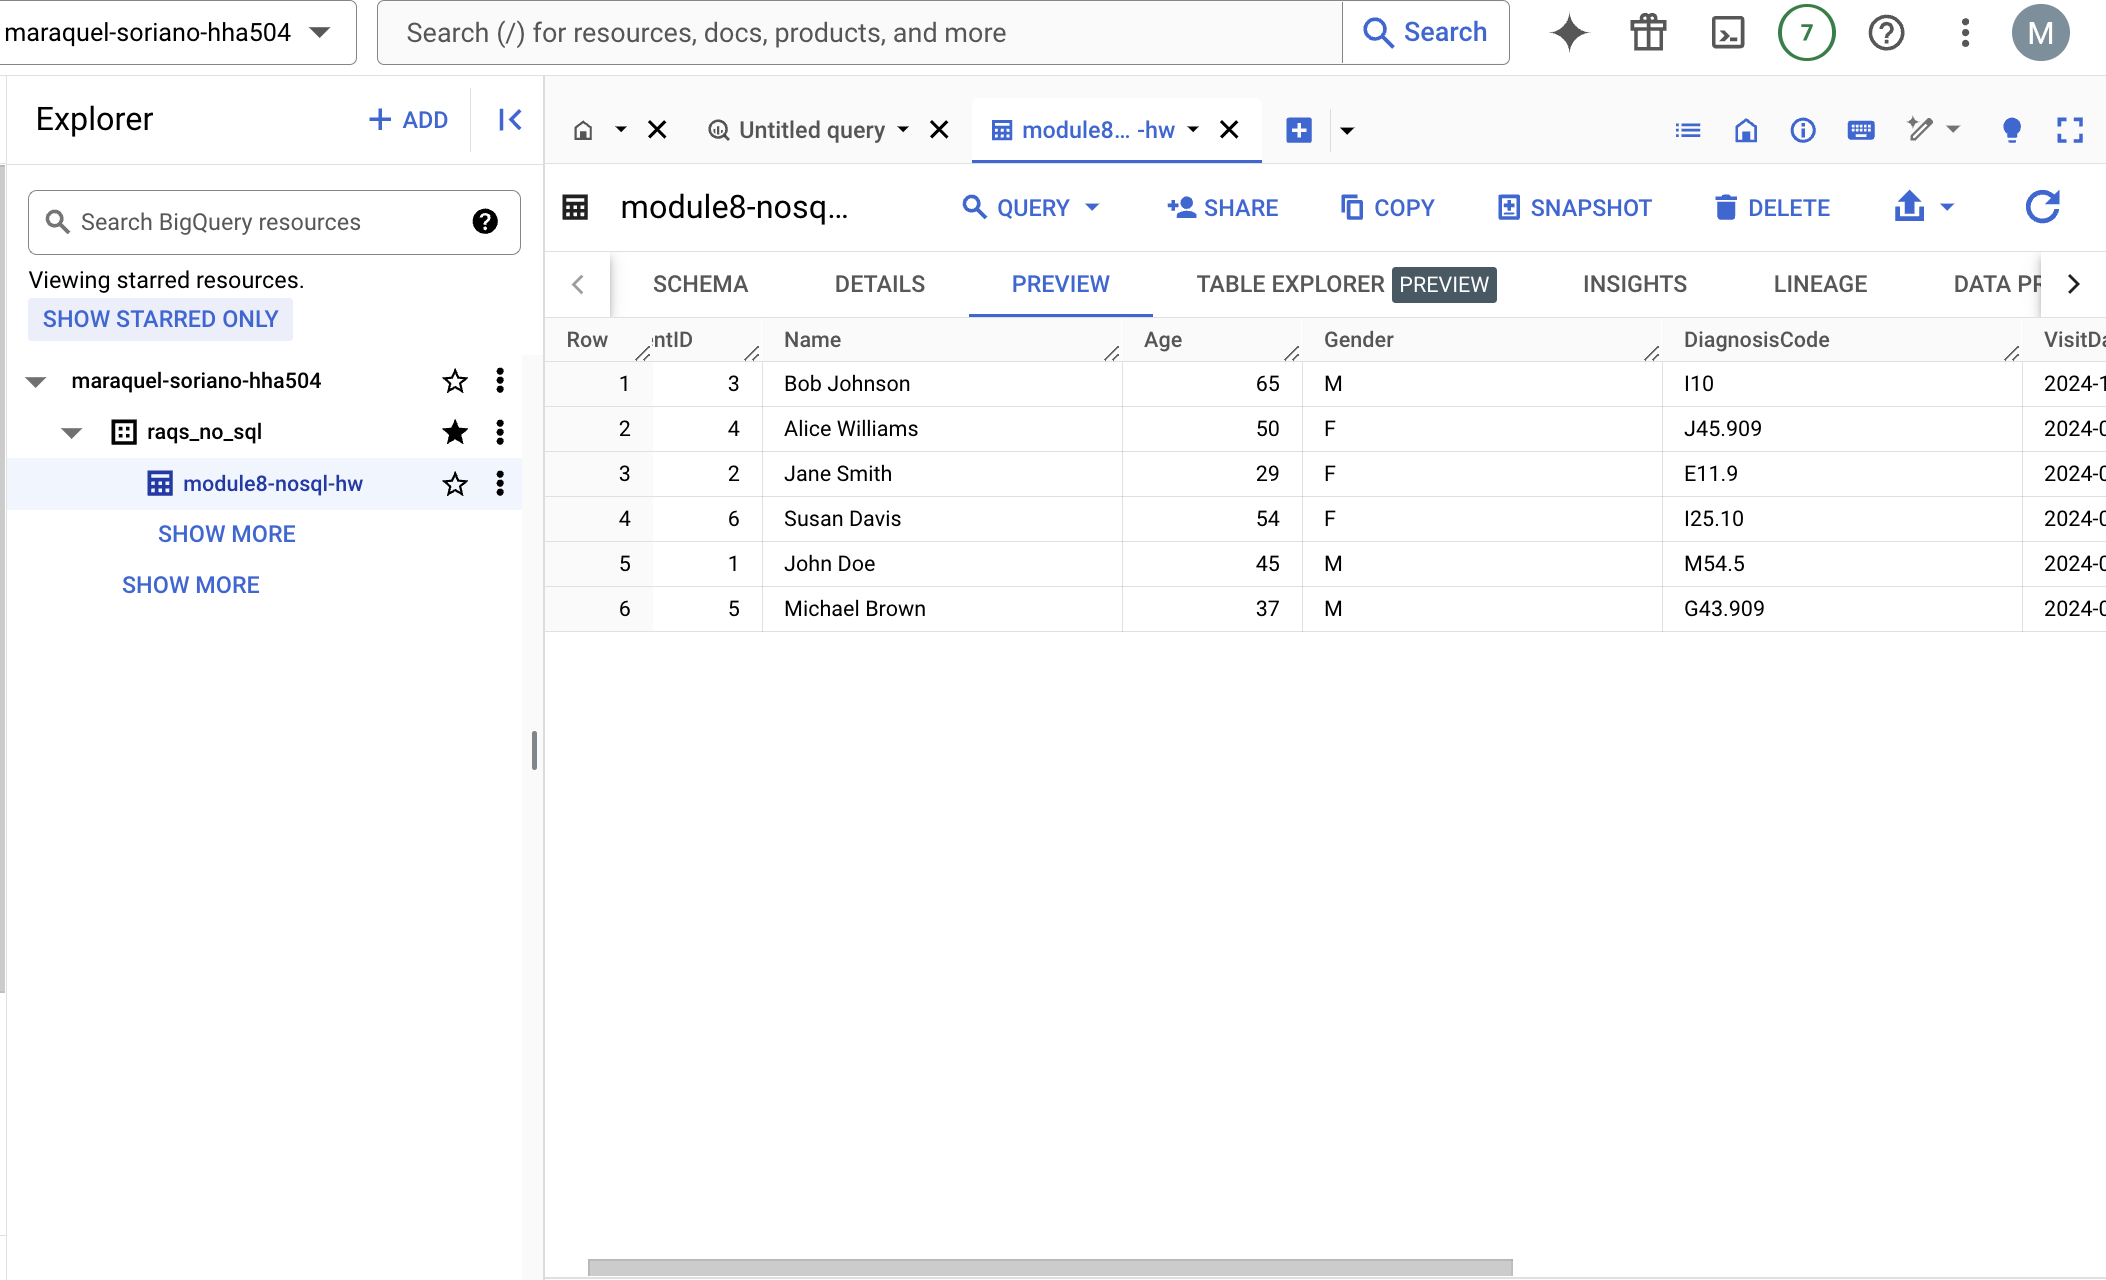 maraquel-soriano-hha504 Search (/) for resources, docs, products, and more Search 7 M
Explorer ADD
Untitled query module8... -hw
Search BigQuery resources
module8-nosq... QUERY SHARE COPY SNAPSHOT DELETE
Viewing starred resources.
SHOW STARRED ONLY
SCHEMA DETAILS PREVIEW TABLE EXPLORER PREVIEW INSIGHTS LINEAGE DATA PR
maraquel-soriano-hha504
raqs_no_sql
module8-nosql-hw
SHOW MORE
SHOW MORE
Row ntID Name Age Gender DiagnosisCode VisitDa
1 3 Bob Johnson 65 M I10 2024-1
2 4 Alice Williams 50 F J45.909 2024-0
3 2 Jane Smith 29 F E11.9 2024-0
4 6 Susan Davis 54 F I25.10 2024-0
5 1 John Doe 45 M M54.5 2024-0
6 5 Michael Brown 37 M G43.909 2024-0